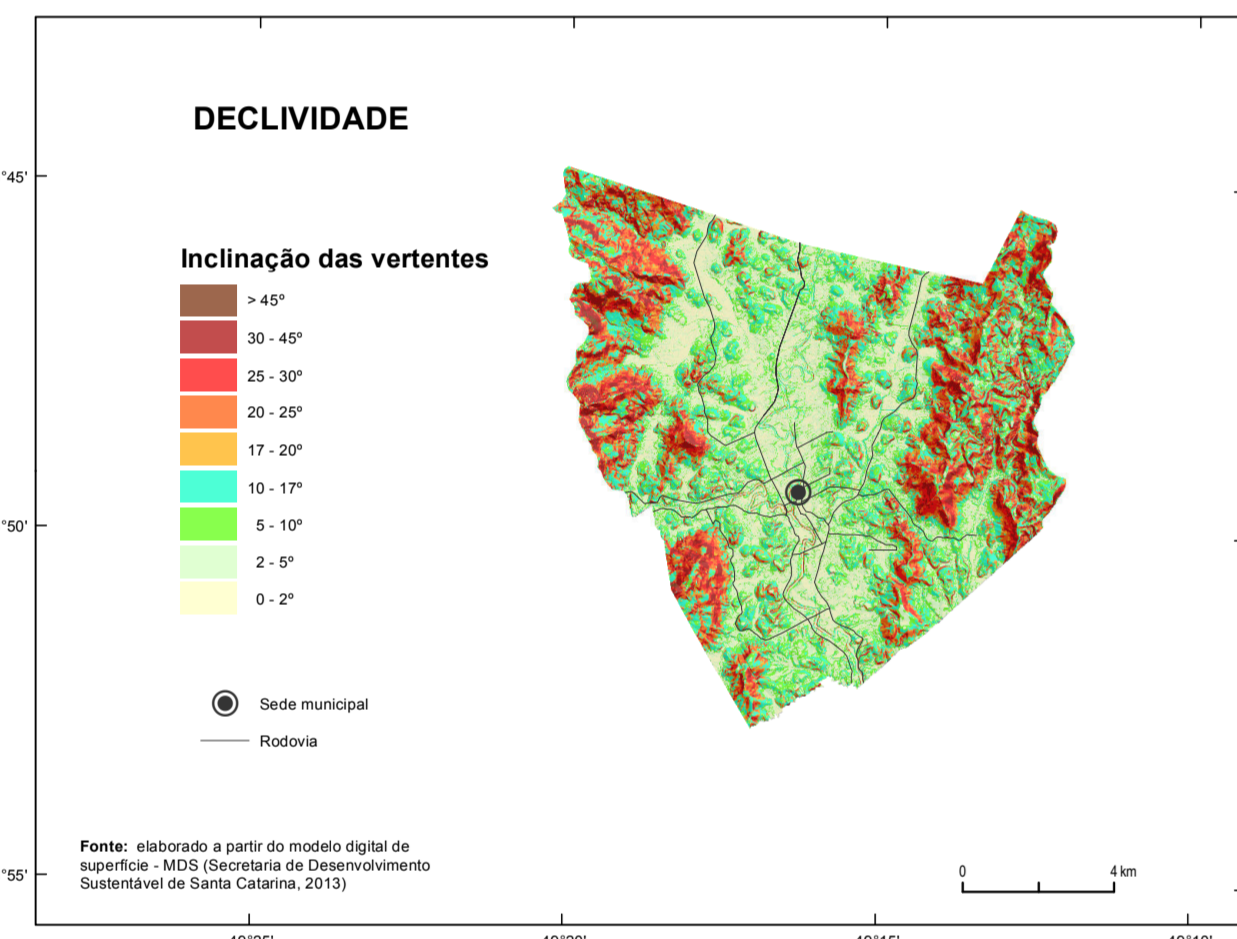 DECLIVIDADE
°45'
Inclinação das vertentes
> 45º
30 - 45º
25 - 30º
20 - 25º
17 - 20º
10 - 17º
5 - 10º
2 - 5º
0 - 2º
°50'
Sede municipal
Rodovia
Fonte: elaborado a partir do modelo digital de
superfície - MDS (Secretaria de Desenvolvimento
Sustentável de Santa Catarina, 2013)
0 4 km
°55'